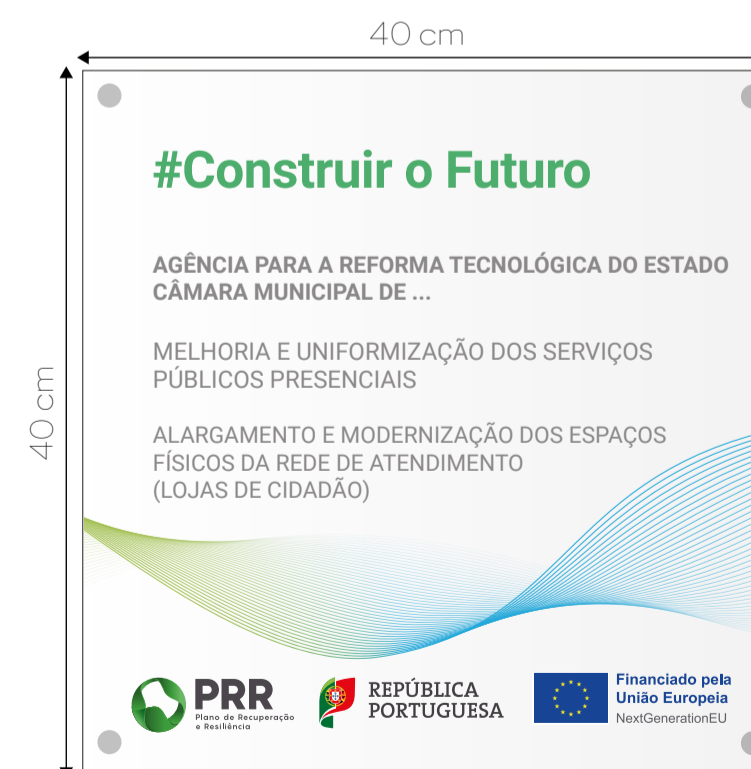 40 cm
40 cm
#Construir o Futuro
AGÊNCIA PARA A REFORMA TECNOLÓGICA DO ESTADO
CÂMARA MUNICIPAL DE ...
MELHORIA E UNIFORMIZAÇÃO DOS SERVIÇOS
PÚBLICOS PRESENCIAIS
ALARGAMENTO E MODERNIZAÇÃO DOS ESPAÇOS
FÍSICOS DA REDE DE ATENDIMENTO
(LOJAS DE CIDADÃO)
PRR
Plano de Recuperação
e Resiliência
REPÚBLICA
PORTUGUESA
Financiado pela
União Europeia
NextGenerationEU